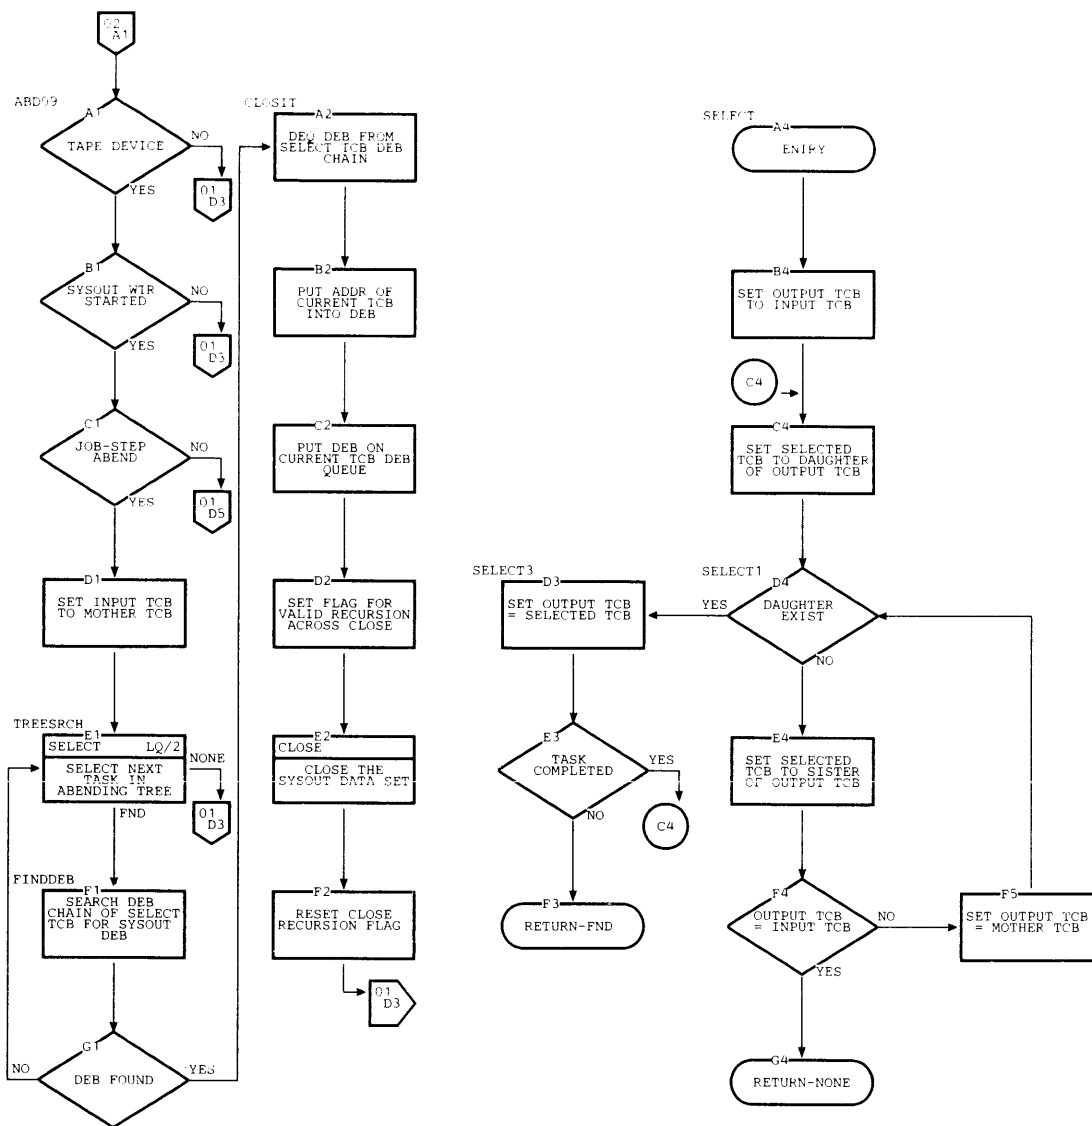 02
A1
ABD09
A1
TAPE DEVICE
NO
YES
01
D3
B1
SYSOUT WTR
STARTED
NO
YES
01
D3
C1
JOB-STEP
ABEND
NO
YES
01
D5
D1
SET INPUT TCB
TO MOTHER TCB
TREESRCH
E1
SELECT LQ/2
NONE
SELECT NEXT
TASK IN
ABENDING TREE
FND
01
D3
FINDDEB
F1
SEARCH DEB
CHAIN OF SELECT
TCB FOR SYSOUT
DEB
G1
NO
DEB FOUND
YES
CLOSIT
A2
DEQ DEB FROM
SELECT TCB DEB
CHAIN
B2
PUT ADDR OF
CURRENT TCB
INTO DEB
C2
PUT DEB ON
CURRENT TCB DEB
QUEUE
D2
SET FLAG FOR
VALID RECURSION
ACROSS CLOSE
E2
CLOSE
CLOSE THE
SYSOUT DATA SET
F2
RESET CLOSE
RECURSION FLAG
01
D3
SELECT
A4
ENTRY
B4
SET OUTPUT TCB
TO INPUT TCB
C4
C4
SET SELECTED
TCB TO DAUGHTER
OF OUTPUT TCB
SELECT3
D3
SET OUTPUT TCB
= SELECTED TCB
SELECT1
D4
YES
DAUGHTER
EXIST
NO
E3
TASK
COMPLETED
YES
NO
C4
F3
RETURN-FND
E4
SET SELECTED
TCB TO SISTER
OF OUTPUT TCB
F4
OUTPUT TCB
= INPUT TCB
NO
YES
F5
SET OUTPUT TCB
= MOTHER TCB
G4
RETURN-NONE